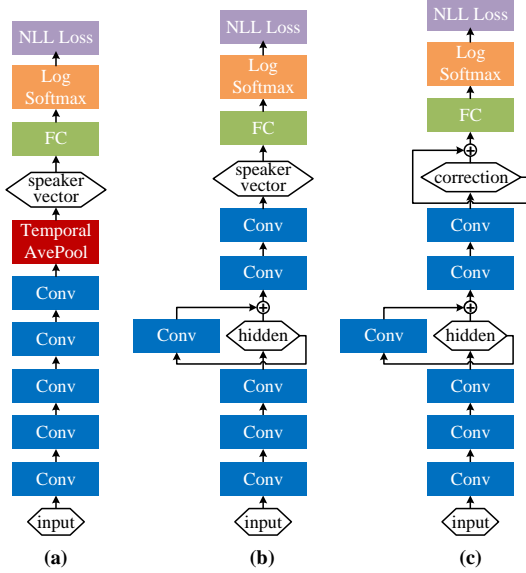 NLL Loss
Log
Softmax
FC
speaker
vector
Temporal
AvePool
Conv
Conv
Conv
Conv
Conv
input
(a)
NLL Loss
Log
Softmax
FC
speaker
vector
Conv
Conv
Conv
hidden
Conv
Conv
Conv
input
(b)
NLL Loss
Log
Softmax
FC
correction
Conv
Conv
Conv
hidden
Conv
Conv
Conv
input
(c)